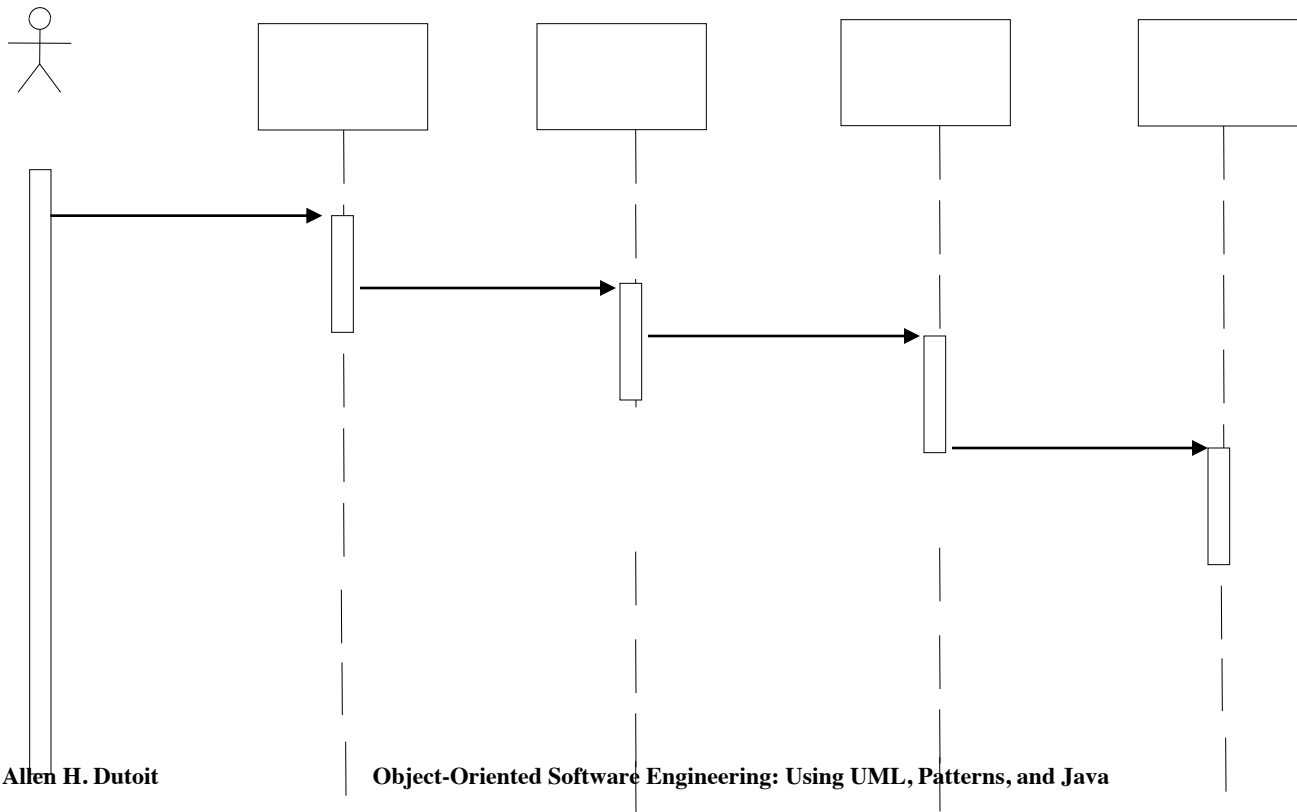 Allen H. Dutoit
Object-Oriented Software Engineering: Using UML, Patterns, and Java